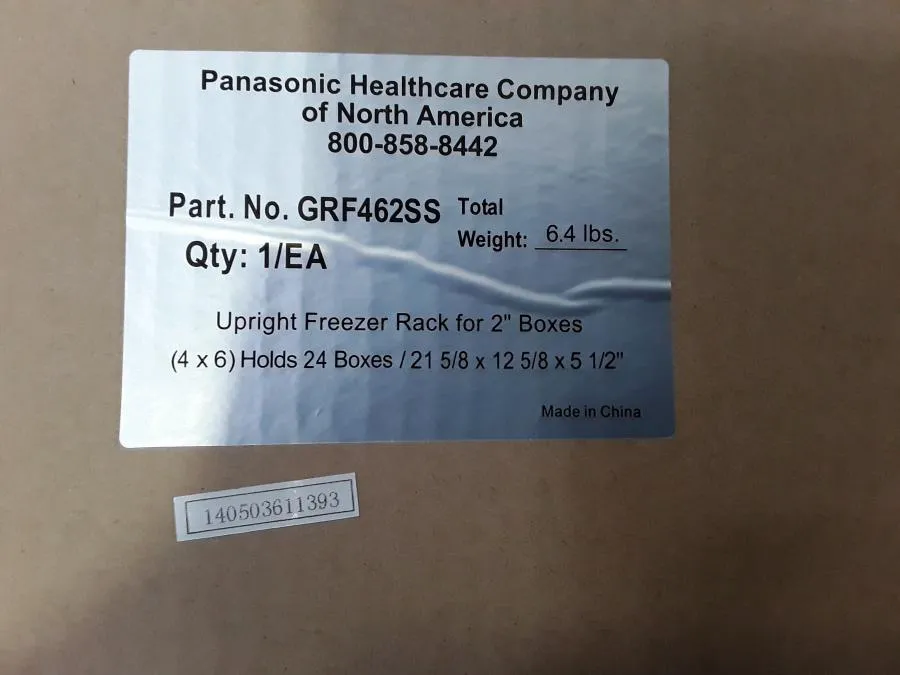 Panasonic Healthcare Company
of North America
800-858-8442
Part. No. GRF462SS
Total
Weight: 6.4 lbs.
Qty: 1/EA
Upright Freezer Rack for 2" Boxes
(4 x 6) Holds 24 Boxes / 21 5/8 x 12 5/8 x 5 1/2"
Made in China
140503611393